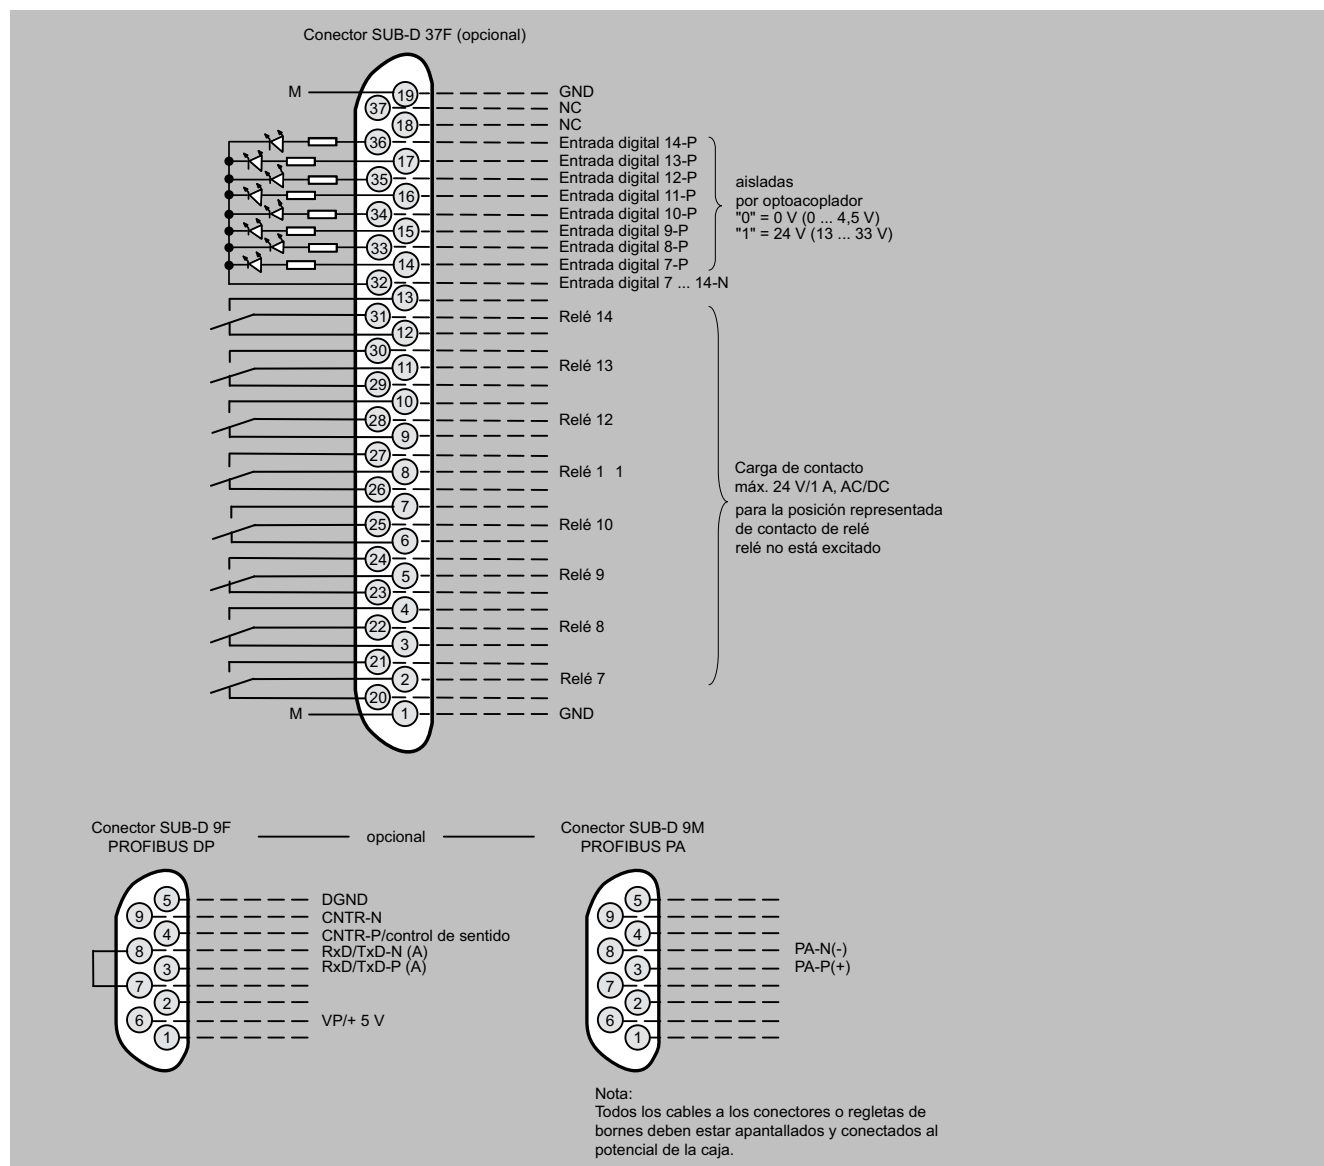 Conector SUB-D 37F (opcional)
M 19 GND
37 NC
18 NC
36 Entrada digital 14-P
17 Entrada digital 13-P
35 Entrada digital 12-P
16 Entrada digital 11-P
34 Entrada digital 10-P
15 Entrada digital 9-P
33 Entrada digital 8-P
14 Entrada digital 7-P
32 Entrada digital 7 ... 14-N
aisladas
por optoacoplador
"0" = 0 V (0 ... 4,5 V)
"1" = 24 V (13 ... 33 V)
13
31 Relé 14
12
30
11 Relé 13
29
10
28 Relé 12
9
27
8 Relé 1 1
26
7
25 Relé 10
6
24
5 Relé 9
23
4
22 Relé 8
3
21
2 Relé 7
20
M 1 GND
Carga de contacto
máx. 24 V/1 A, AC/DC
para la posición representada
de contacto de relé
relé no está excitado
Conector SUB-D 9F
PROFIBUS DP
opcional
Conector SUB-D 9M
PROFIBUS PA
5 DGND
9 CNTR-N
4 CNTR-P/control de sentido
8 RxD/TxD-N (A)
3 RxD/TxD-P (A)
7
2
6 VP/+ 5 V
1
5
9
4
8 PA-N(-)
3 PA-P(+)
7
2
6
1
Nota:
Todos los cables a los conectores o regletas de
bornes deben estar apantallados y conectados al
potencial de la caja.